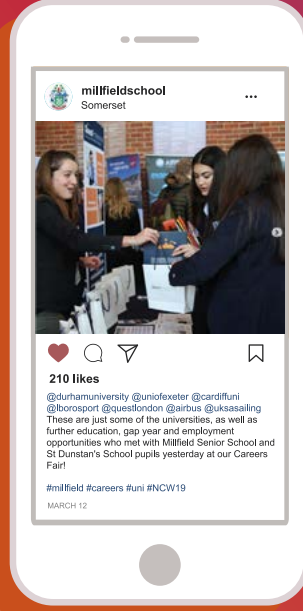 millfieldschool
Somerset
210 likes
@durhamuniversity @uniofexeter @cardiffuni
@lborosport @questlondon @airbus @uksasailing
These are just some of the universities, as well as
further education, gap year and employment
opportunities who met with Millfield Senior School and
St Dunstan's School pupils yesterday at our Careers
Fair!
#millfield #careers #uni #NCW19
MARCH 12